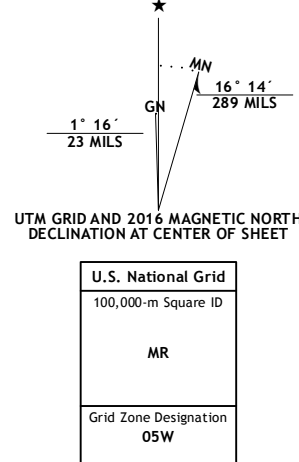 ★
MN
GN
16° 14´
289 MILS
1° 16´
23 MILS
UTM GRID AND 2016 MAGNETIC NORTH
DECLINATION AT CENTER OF SHEET
U.S. National Grid
100,000-m Square ID
MR
Grid Zone Designation
05W